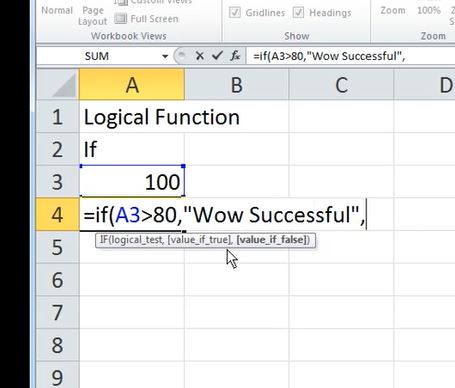 Custom Views
Normal Page Layout Full Screen
Gridlines Headings
Zoom 100% Zoom
Workbook Views Show Zoom
SUM fx =if(A3>80,"Wow Successful",
A B C D
1 Logical Function
2 If
3 100
4 =if(A3>80,"Wow Successful",
IF(logical_test, [value_if_true], [value_if_false])
5
6
7
8
9